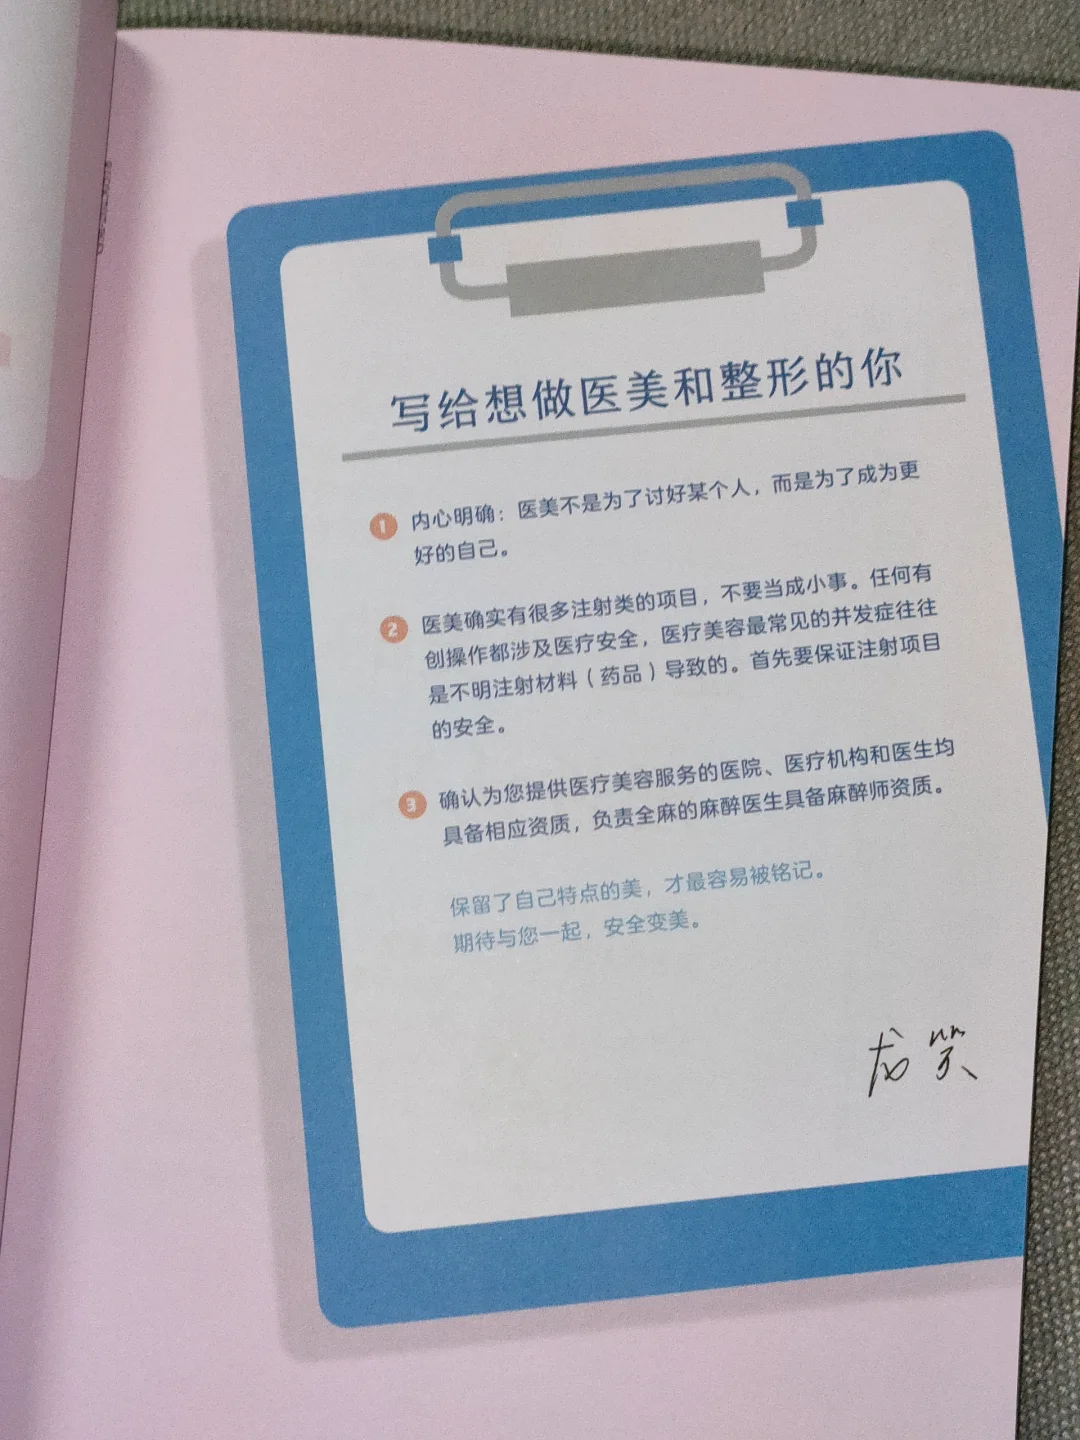 写给想做医美和整形的你
1 内心明确：医美不是为了讨好某个人，而是为了成为更
好的自己。
2 医美确实有很多注射类的项目，不要当成小事。任何有
创操作都涉及医疗安全，医疗美容最常见的并发症往往
是不明注射材料（药品）导致的。首先要保证注射项目
的安全。
3 确认为您提供医疗美容服务的医院、医疗机构和医生均
具备相应资质，负责全麻的麻醉医生具备麻醉师资质。
保留了自己特点的美，才最容易被铭记。
期待与您一起，安全变美。
龙笑